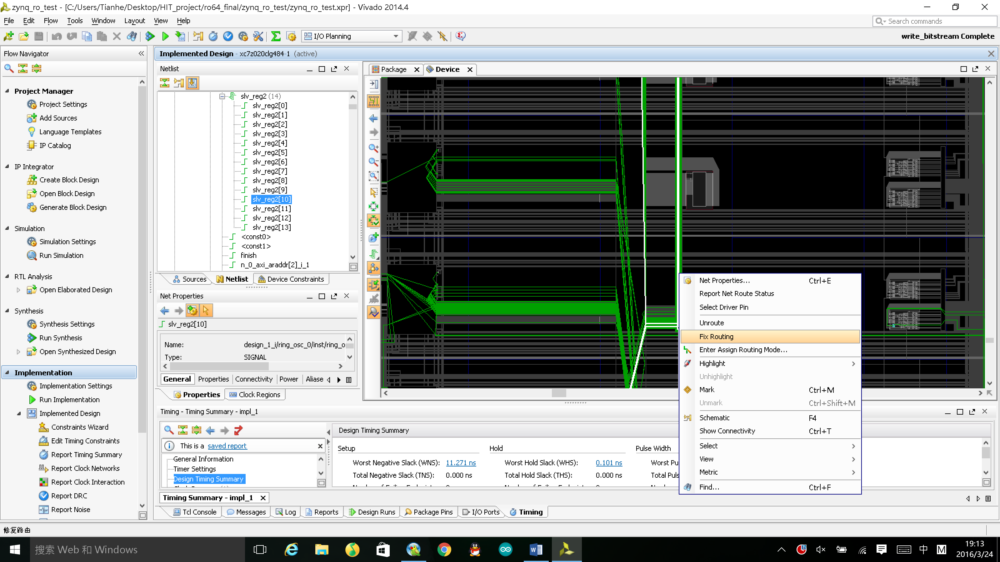 zynq_ro_test - [C:/Users/Tianhe/Desktop/HIT_project/ro64_final/zynq_ro_test/zynq_ro_test.xpr] - Vivado 2014.4
File Edit Flow Tools Window Layout View Help
Search commands
I/O Planning
write_bitstream Complete
Flow Navigator
Project Manager
Project Settings
Add Sources
Language Templates
IP Catalog
IP Integrator
Create Block Design
Open Block Design
Generate Block Design
Simulation
Simulation Settings
Run Simulation
RTL Analysis
Open Elaborated Design
Synthesis
Synthesis Settings
Run Synthesis
Open Synthesized Design
Implementation
Implementation Settings
Run Implementation
Implemented Design
Constraints Wizard
Edit Timing Constraints
Report Timing Summary
Report Clock Networks
Report Clock Interaction
Report DRC
Report Noise
Implemented Design - xc7z020clg484-1 (active)
Netlist
slv_reg2 (14)
slv_reg2[0]
slv_reg2[1]
slv_reg2[2]
slv_reg2[3]
slv_reg2[4]
slv_reg2[5]
slv_reg2[6]
slv_reg2[7]
slv_reg2[8]
slv_reg2[9]
slv_reg2[10]
slv_reg2[11]
slv_reg2[12]
slv_reg2[13]
<const0>
<const1>
finish
n_0_axi_araddr[2]_i_1
Sources Netlist Device Constraints
Net Properties
slv_reg2[10]
Name: design_1_i/ring_osc_0/inst/ring_o
Type: SIGNAL
General Properties Connectivity Power Aliase
Properties Clock Regions
Package Device
Net Properties... Ctrl+E
Report Net Route Status
Select Driver Pin
Unroute
Fix Routing
Enter Assign Routing Mode...
Highlight
Unhighlight
Mark Ctrl+M
Unmark Ctrl+Shift+M
Schematic F4
Show Connectivity Ctrl+T
Select
View
Metric
Find... Ctrl+F
Timing - Timing Summary - impl_1
This is a saved report
General Information
Timer Settings
Design Timing Summary
Design Timing Summary
Setup Hold Pulse Width
Worst Negative Slack (WNS): 11.271 ns Worst Hold Slack (WHS): 0.101 ns Worst Pu
Total Negative Slack (TNS): 0.000 ns Total Hold Slack (THS): 0.000 ns Total Puls
Timing Summary - impl_1
Tcl Console Messages Log Reports Design Runs Package Pins I/O Ports Timing
修复路由
搜索 Web 和 Windows
中 M
19:13
2016/3/24